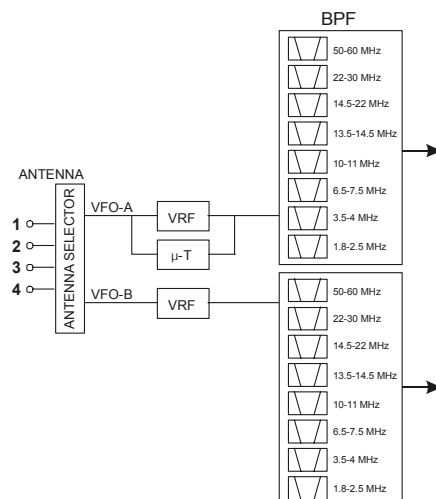 BPF
50-60 MHz
22-30 MHz
14.5-22 MHz
13.5-14.5 MHz
10-11 MHz
6.5-7.5 MHz
3.5-4 MHz
1.8-2.5 MHz
ANTENNA
1
2
3
4
ANTENNA SELECTOR
VFO-A
VRF
μ-T
VFO-B
VRF
50-60 MHz
22-30 MHz
14.5-22 MHz
13.5-14.5 MHz
10-11 MHz
6.5-7.5 MHz
3.5-4 MHz
1.8-2.5 MHz